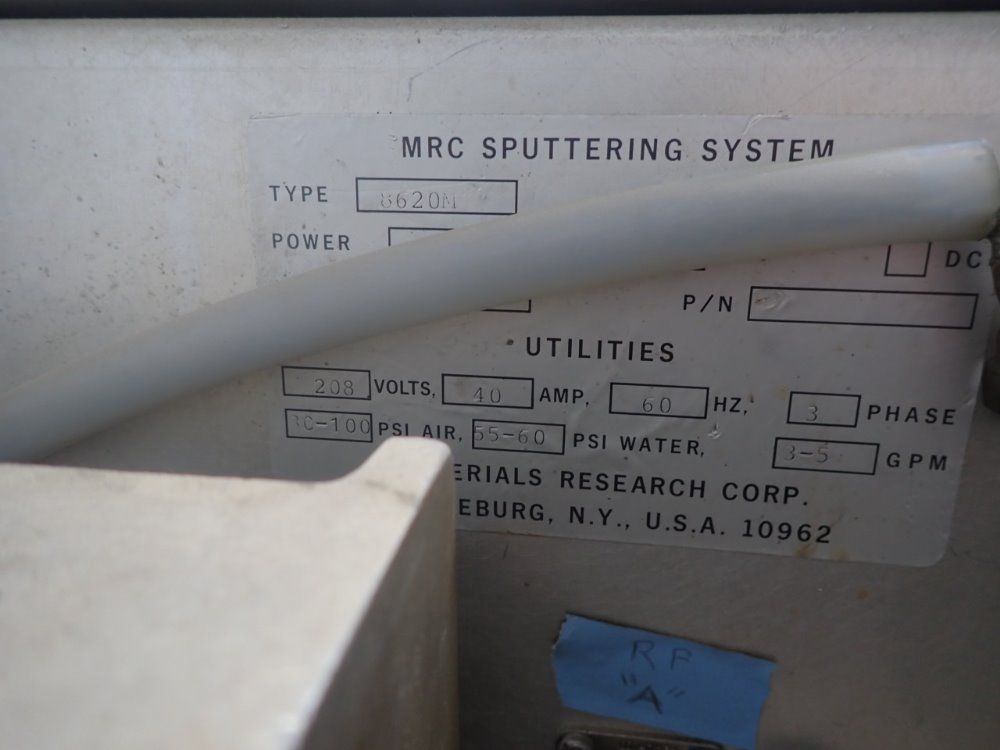 MRC SPUTTERING SYSTEM
TYPE 8620M
POWER DC
P/N
UTILITIES
208 VOLTS, 40 AMP, 60 HZ, 3 PHASE
PSI AIR, 55-60 PSI WATER, 3-5 GPM
ERIALS RESEARCH CORP.
EBURG, N.Y., U.S.A. 10962
"A"